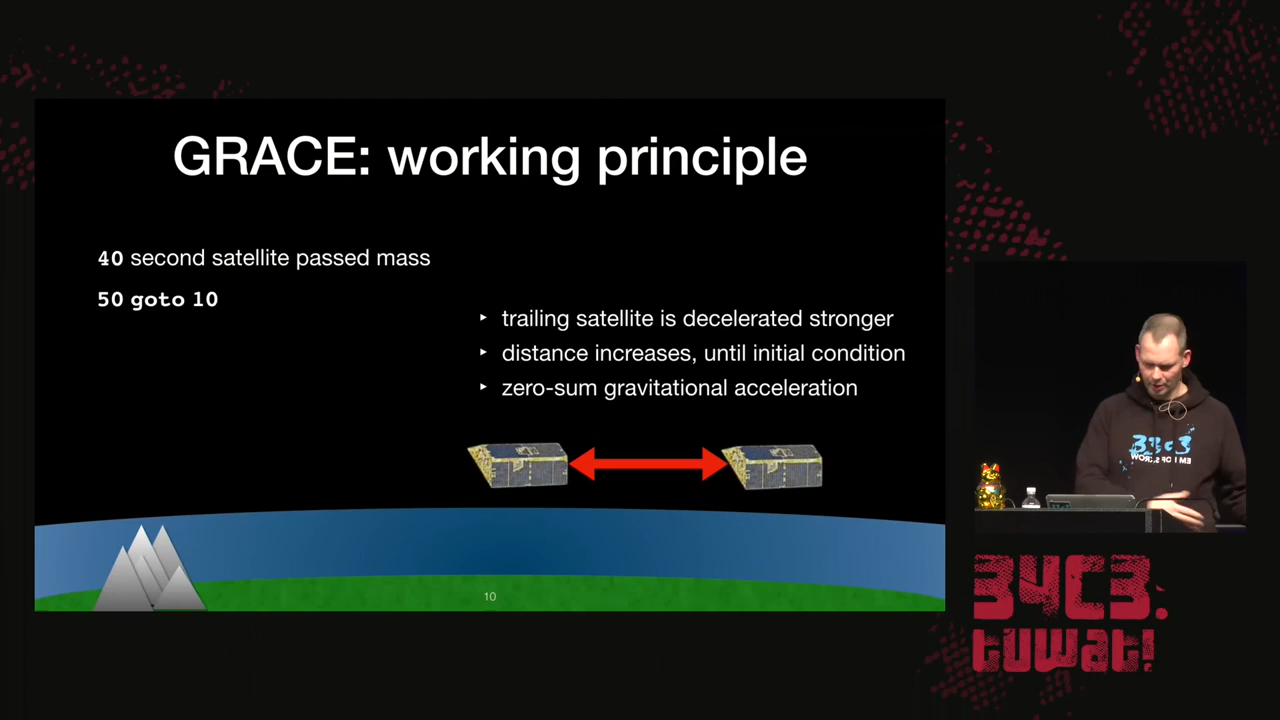 GRACE: working principle
40 second satellite passed mass
50 goto 10
‣ trailing satellite is decelerated stronger
‣ distance increases, until initial condition
‣ zero-sum gravitational acceleration
10
34C3.
tuwat!